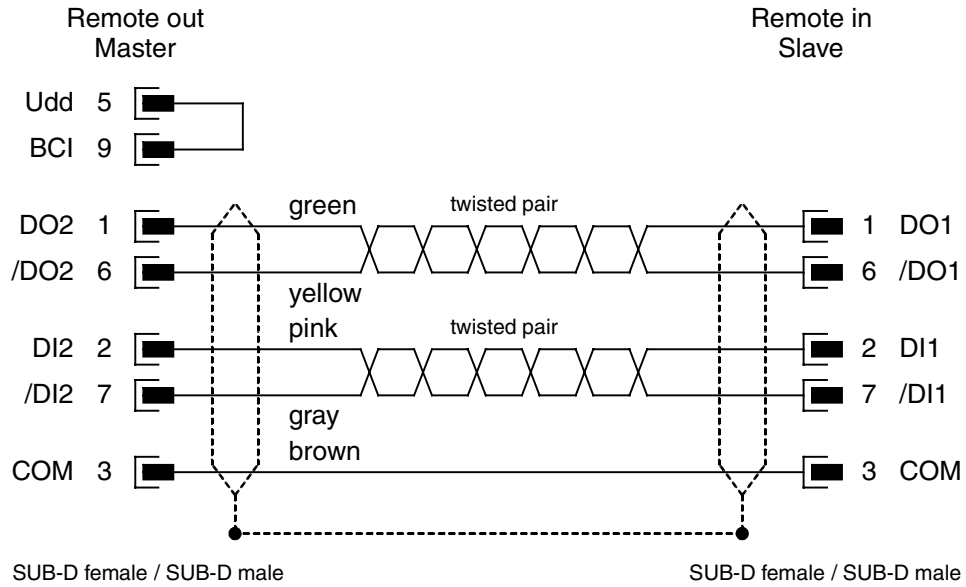 Remote out
Master
Remote in
Slave
Udd 5
BCI 9
green
twisted pair
DO2 1
1 DO1
/DO2 6
6 /DO1
yellow
pink
twisted pair
DI2 2
2 DI1
/DI2 7
7 /DI1
gray
brown
COM 3
3 COM
SUB-D female / SUB-D male
SUB-D female / SUB-D male